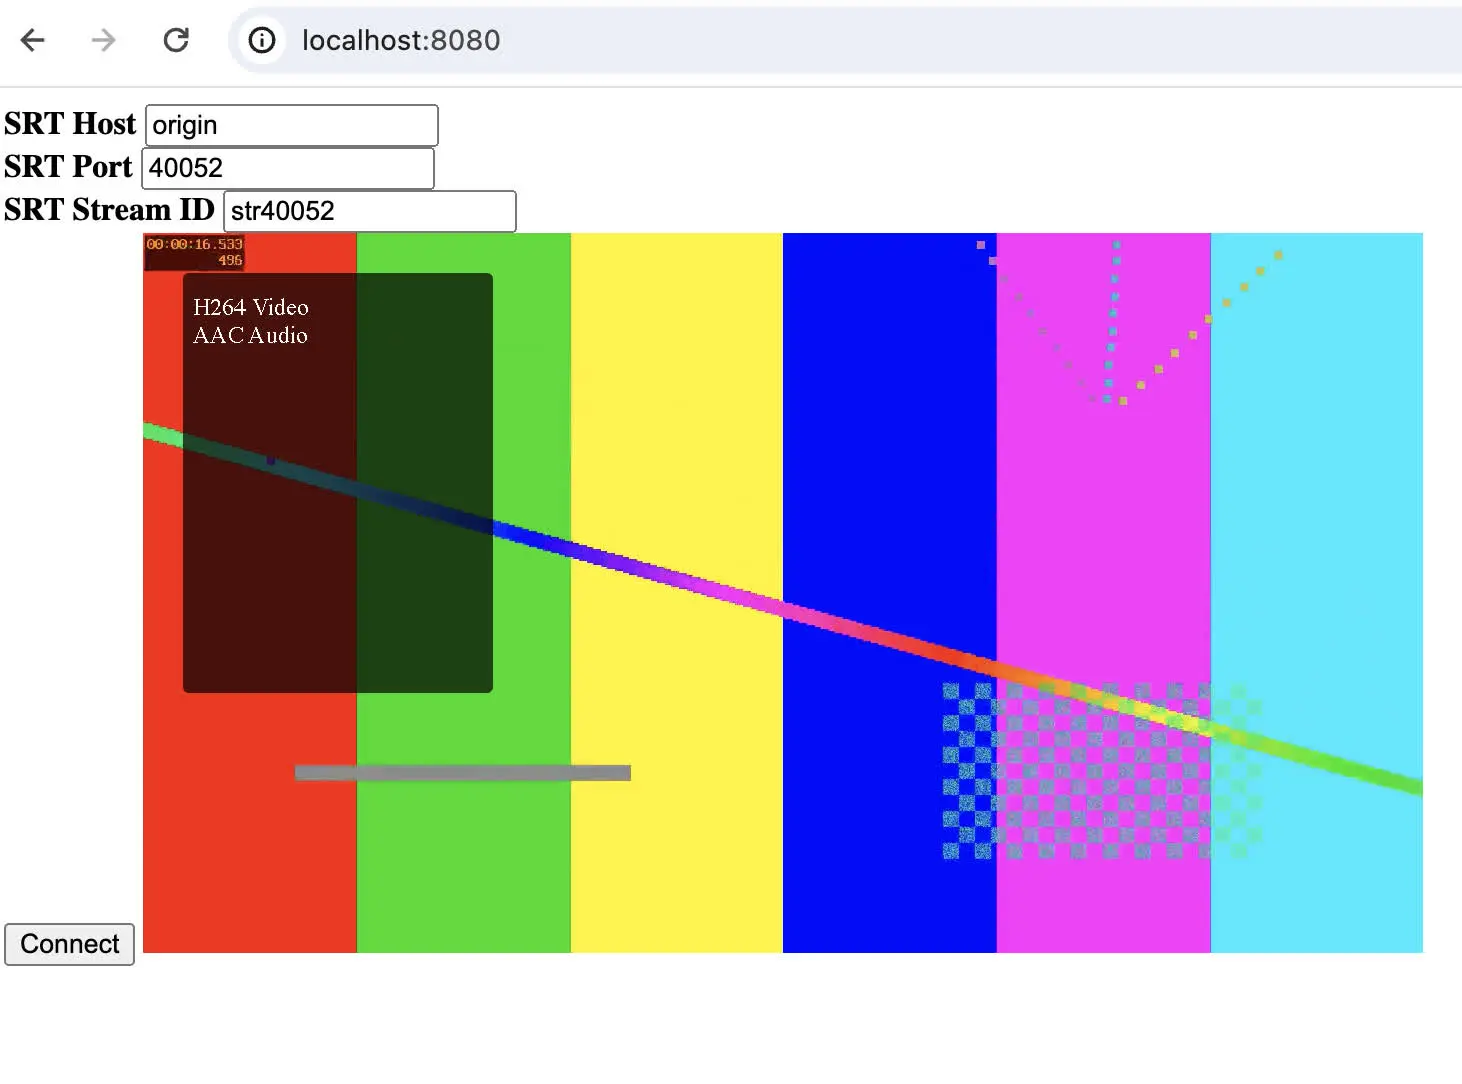 localhost:8080
SRT Host origin
SRT Port 40052
SRT Stream ID str40052
00:00:16.533
496
H264 Video
AAC Audio
Connect